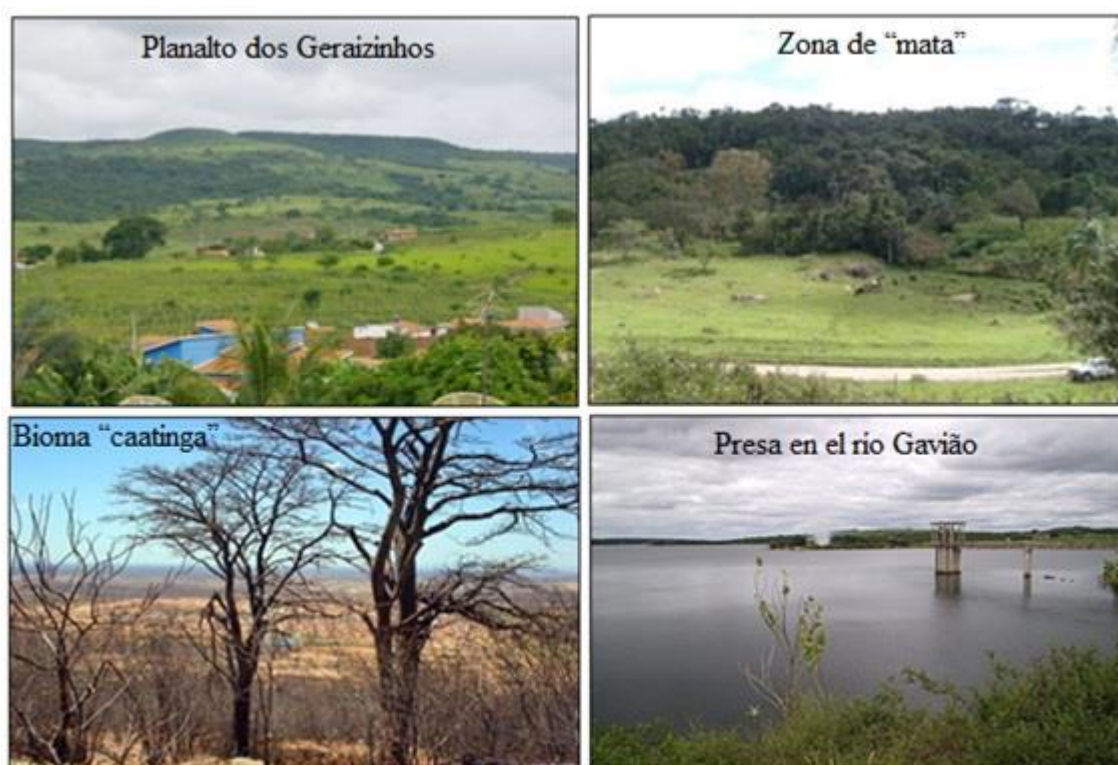 Planalto dos Geraizinhos
Zona de “mata”
Bioma “caatinga”
Presa en el rio Gavião